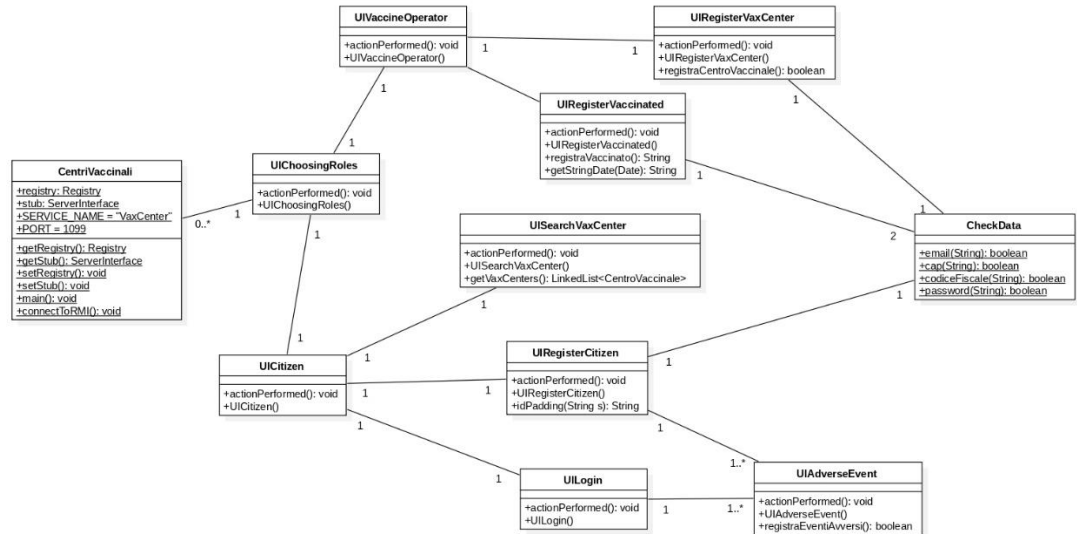 UIVaccineOperator
+actionPerformed(): void
+UIVaccineOperator()
1
1
1
UIRegisterVaxCenter
+actionPerformed(): void
+UIRegisterVaxCenter()
+registraCentroVaccinale(): boolean
1
UIRegisterVaccinated
+actionPerformed(): void
+UIRegisterVaccinated()
+registraVaccinato(): String
+getStringDate(Date): String
1
1
UIChoosingRoles
+actionPerformed(): void
+UIChoosingRoles()
1
1
CentriVaccinali
+registry: Registry
+stub: ServerInterface
+SERVICE_NAME = "VaxCenter"
+PORT = 1099
+getRegistry(): Registry
+getStub(): ServerInterface
+setRegistry(): void
+setStub(): void
+main(): void
+connectToRMI(): void
0..*
UISearchVaxCenter
+actionPerformed(): void
+UISearchVaxCenter()
+getVaxCenters(): LinkedList<CentroVaccinale>
1
1
2
CheckData
+email(String): boolean
+cap(String): boolean
+codiceFiscale(String): boolean
+password(String): boolean
1
1
UICitizen
+actionPerformed(): void
+UICitizen()
1
1
1
1
UIRegisterCitizen
+actionPerformed(): void
+UIRegisterCitizen()
+idPadding(String s): String
1
1
1
1..*
1
UILogin
+actionPerformed(): void
+UILogin()
1
1..*
UIAdverseEvent
+actionPerformed(): void
+UIAdverseEvent()
+registraEventiAvversi(): boolean